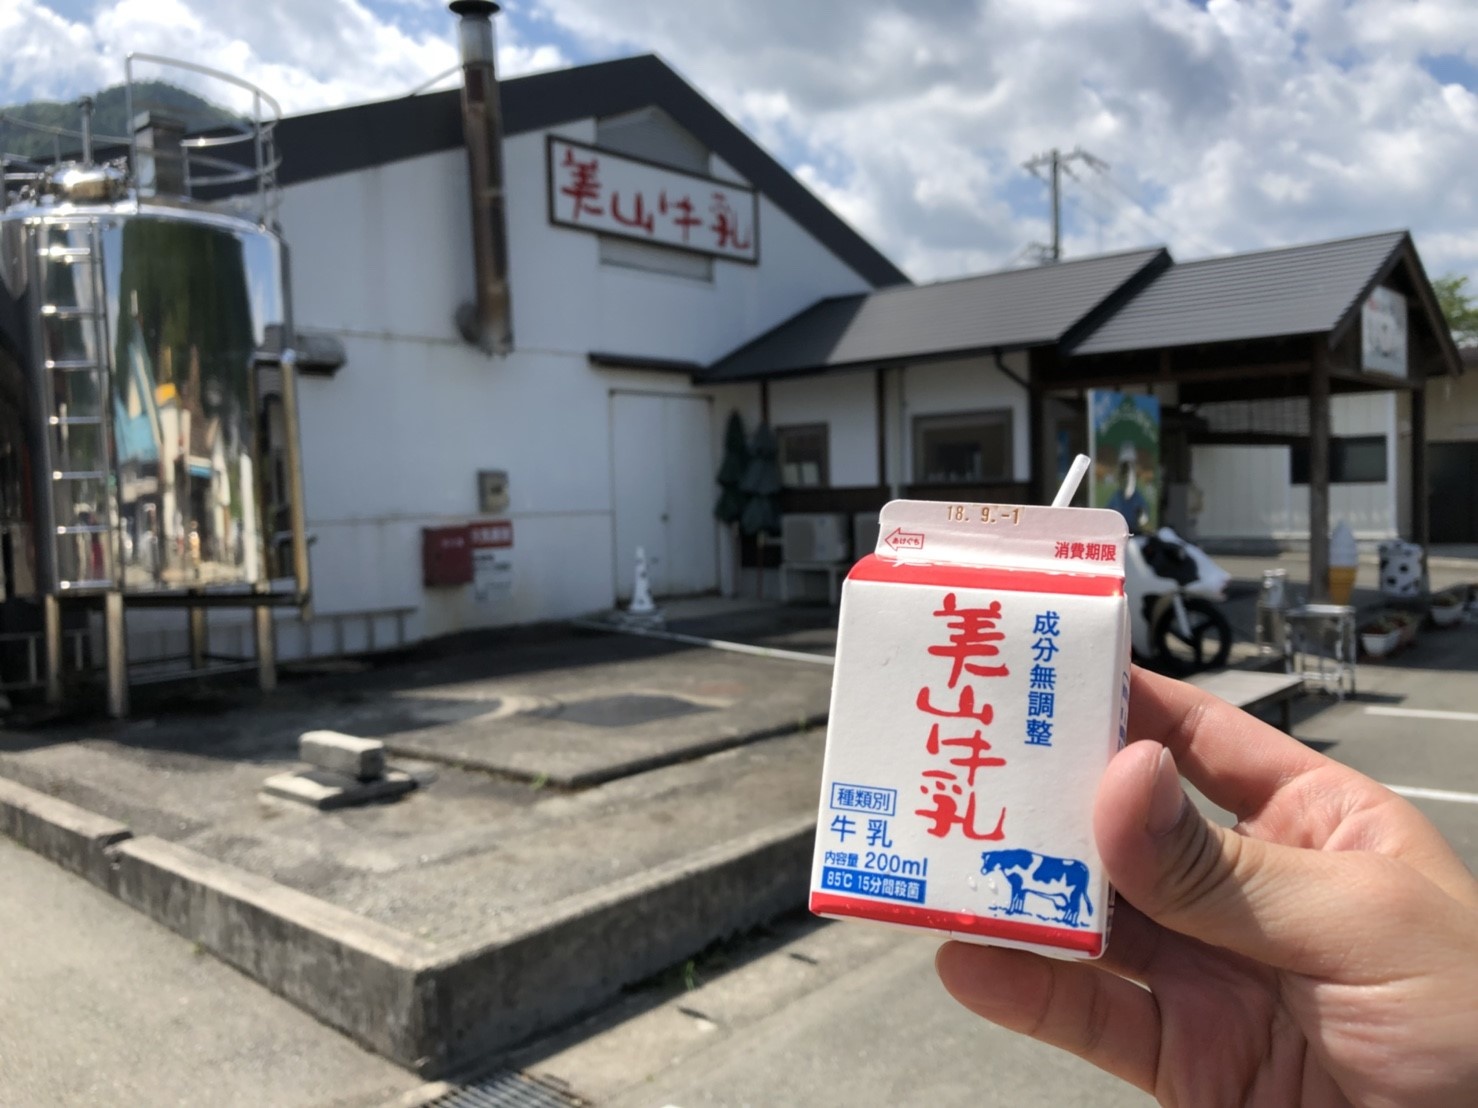 美山牛乳
18. 9.-1
あけぐち
消費期限
成分無調整
美山牛乳
種類別
牛乳
内容量 200ml
85℃ 15分間殺菌